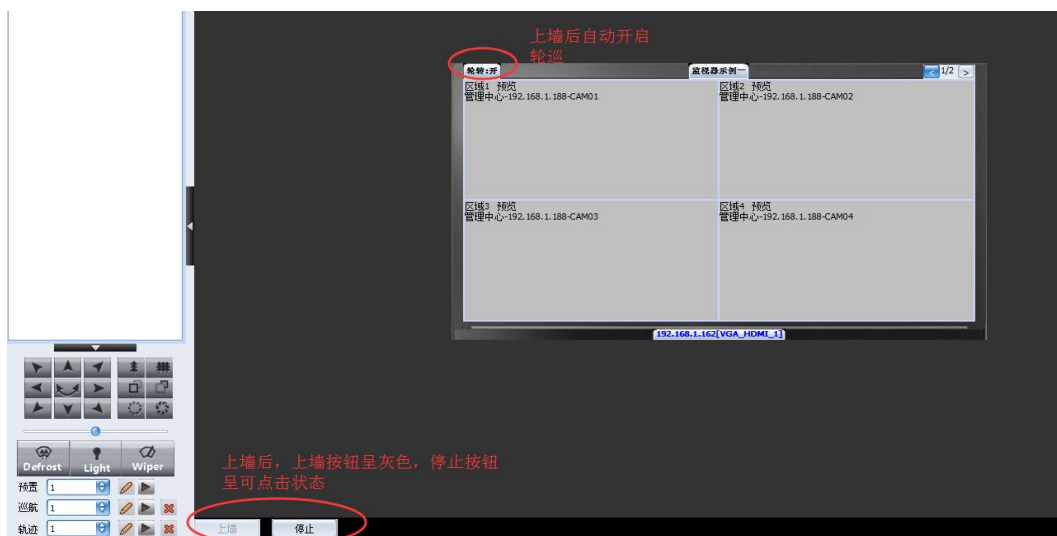 上墙后自动开启
轮巡
轮转:开
监视器示例一
1/2
区域1 预览
管理中心-192.168.1.188-CAM01
区域2 预览
管理中心-192.168.1.188-CAM02
区域3 预览
管理中心-192.168.1.188-CAM03
区域4 预览
管理中心-192.168.1.188-CAM04
192.168.1.162[VGA_HDMI_1]
Defrost Light Wiper
上墙后，上墙按钮呈灰色，停止按钮
呈可点击状态
预置 1
巡航 1
轨迹 1
上墙 停止